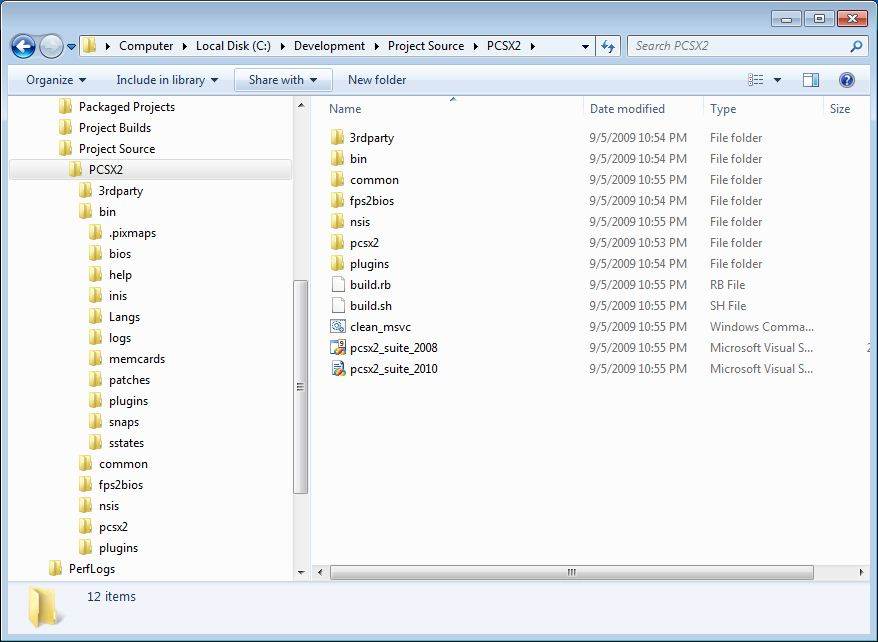 Computer Local Disk (C:) Development Project Source PCSX2 Search PCSX2
Organize Include in library Share with New folder
Packaged Projects
Project Builds
Project Source
PCSX2
3rdparty
bin
.pixmaps
bios
help
inis
Langs
logs
memcards
patches
plugins
snaps
sstates
common
fps2bios
nsis
pcsx2
plugins
PerfLogs
Name Date modified Type Size
3rdparty 9/5/2009 10:54 PM File folder
bin 9/5/2009 10:54 PM File folder
common 9/5/2009 10:55 PM File folder
fps2bios 9/5/2009 10:54 PM File folder
nsis 9/5/2009 10:55 PM File folder
pcsx2 9/5/2009 10:53 PM File folder
plugins 9/5/2009 10:54 PM File folder
build.rb 9/5/2009 10:55 PM RB File
build.sh 9/5/2009 10:55 PM SH File
clean_msvc 9/5/2009 10:55 PM Windows Comma...
pcsx2_suite_2008 9/5/2009 10:55 PM Microsoft Visual S...
pcsx2_suite_2010 9/5/2009 10:55 PM Microsoft Visual S...
12 items